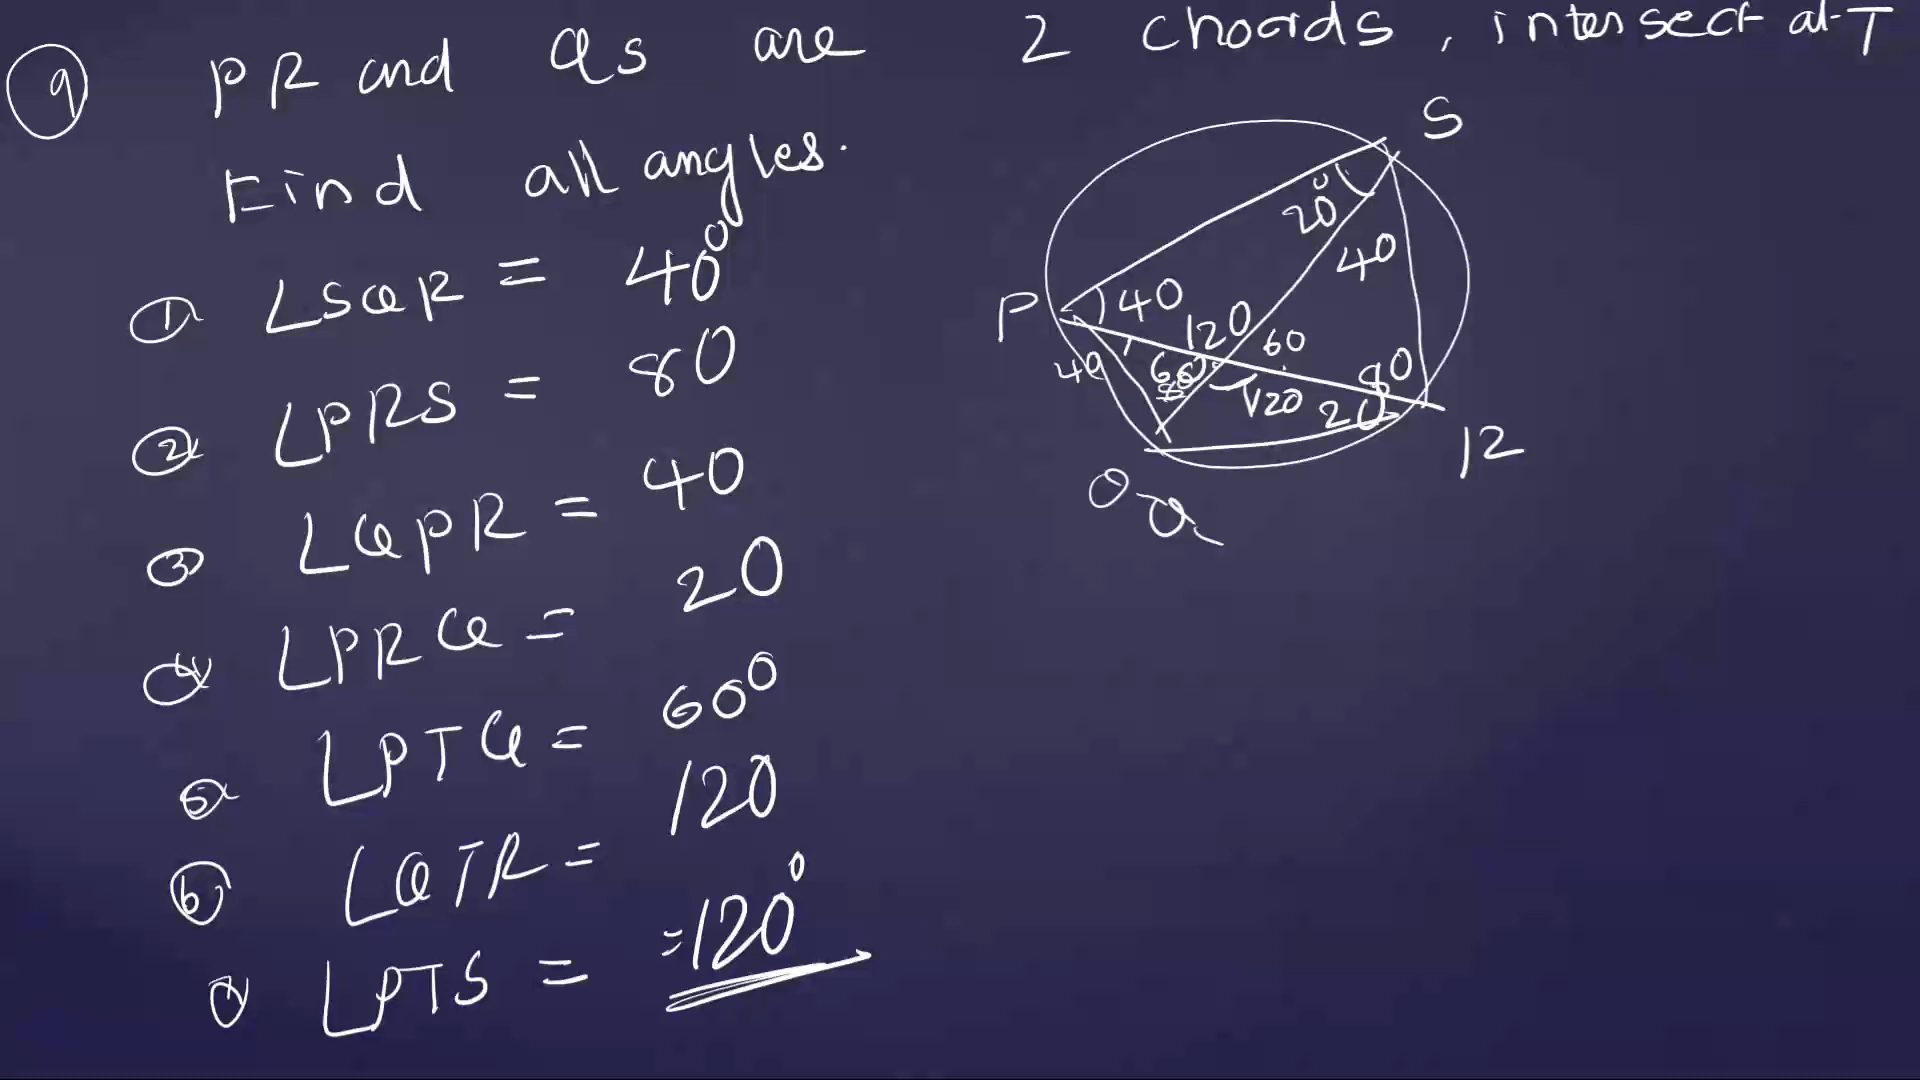 9 PR and QS are 2 chords, intersect at T
Find all angles.
① ∠SQR = 40°
② ∠PRS = 80
③ ∠QPR = 40
④ ∠PRQ = 20
⑤ ∠PTQ = 60°
⑥ ∠QTR = 120
∠PTS = =120°
S
20°
40
P
40
120
60
40
60
80
80
120
20
R
Q